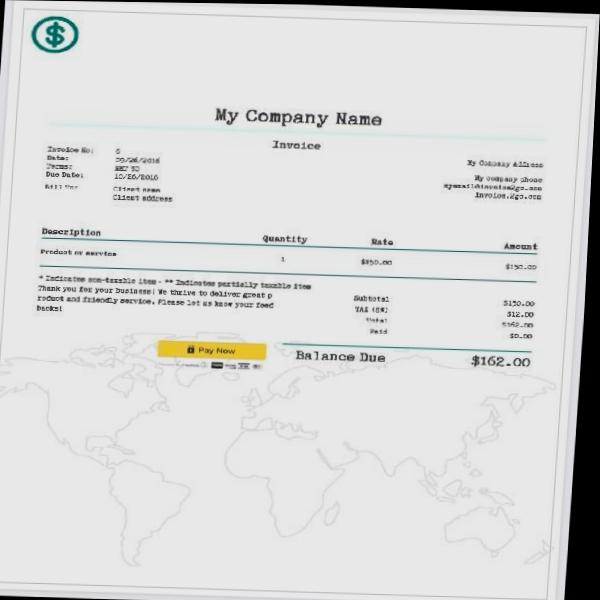 My Company Name
Invoice
Invoice No: 6
Date: 09/26/2016
Terms: NET 30
Due Date: 10/26/2016
Bill To: Client name
Client address
My Company Address
My company phone
myemail@invoice2go.com
invoice.2go.com
Description Quantity Rate Amount
Product or service 1 $150.00 $150.00
* Indicates non-taxable item - ** Indicates partially taxable item
Thank you for your business! We thrive to deliver great p
roduct and friendly service. Please let us know your feed
backs!
Subtotal $150.00
TAX (8%) $12.00
Total $162.00
Paid $0.00
Pay Now
Balance Due $162.00